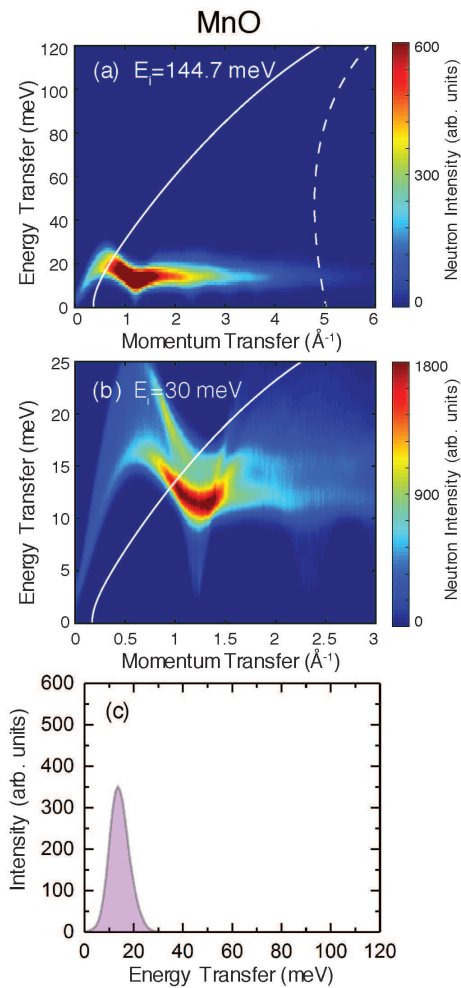 MnO
(a) Ei=144.7 meV
Energy Transfer (meV)
120
100
80
60
40
20
0
0 1 2 3 4 5 6
Momentum Transfer (Å-1)
600
300
0
Neutron Intensity (arb. units)
(b) Ei=30 meV
Energy Transfer (meV)
25
20
15
10
5
0
0 0.5 1 1.5 2 2.5 3
Momentum Transfer (Å-1)
1800
900
0
Neutron Intensity (arb. units)
(c)
Intensity (arb. units)
600
500
400
300
200
100
0
0 20 40 60 80 100 120
Energy Transfer (meV)